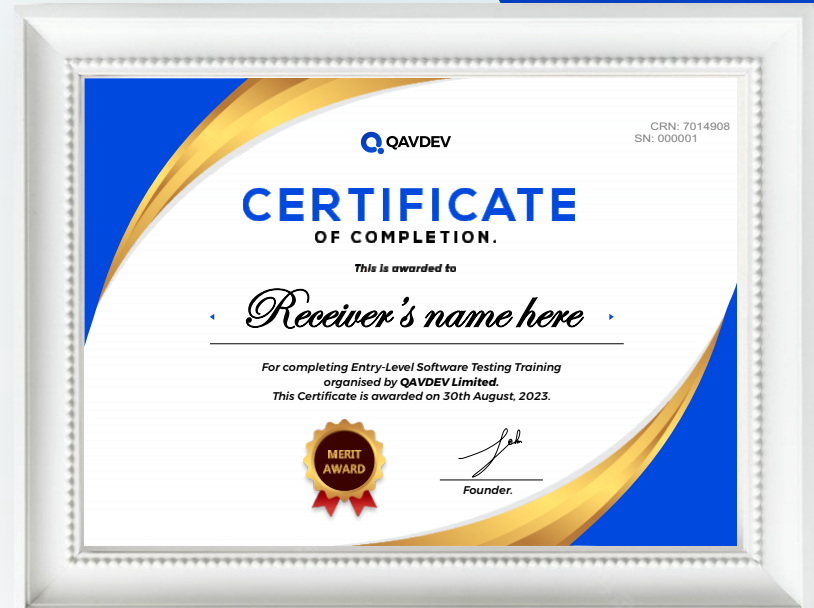 QAVDEV
CRN: 7014908
SN: 000001
CERTIFICATE
OF COMPLETION.
This is awarded to
Receiver's name here
For completing Entry-Level Software Testing Training
organised by QAVDEV Limited.
This Certificate is awarded on 30th August, 2023.
MERIT
AWARD
Founder.